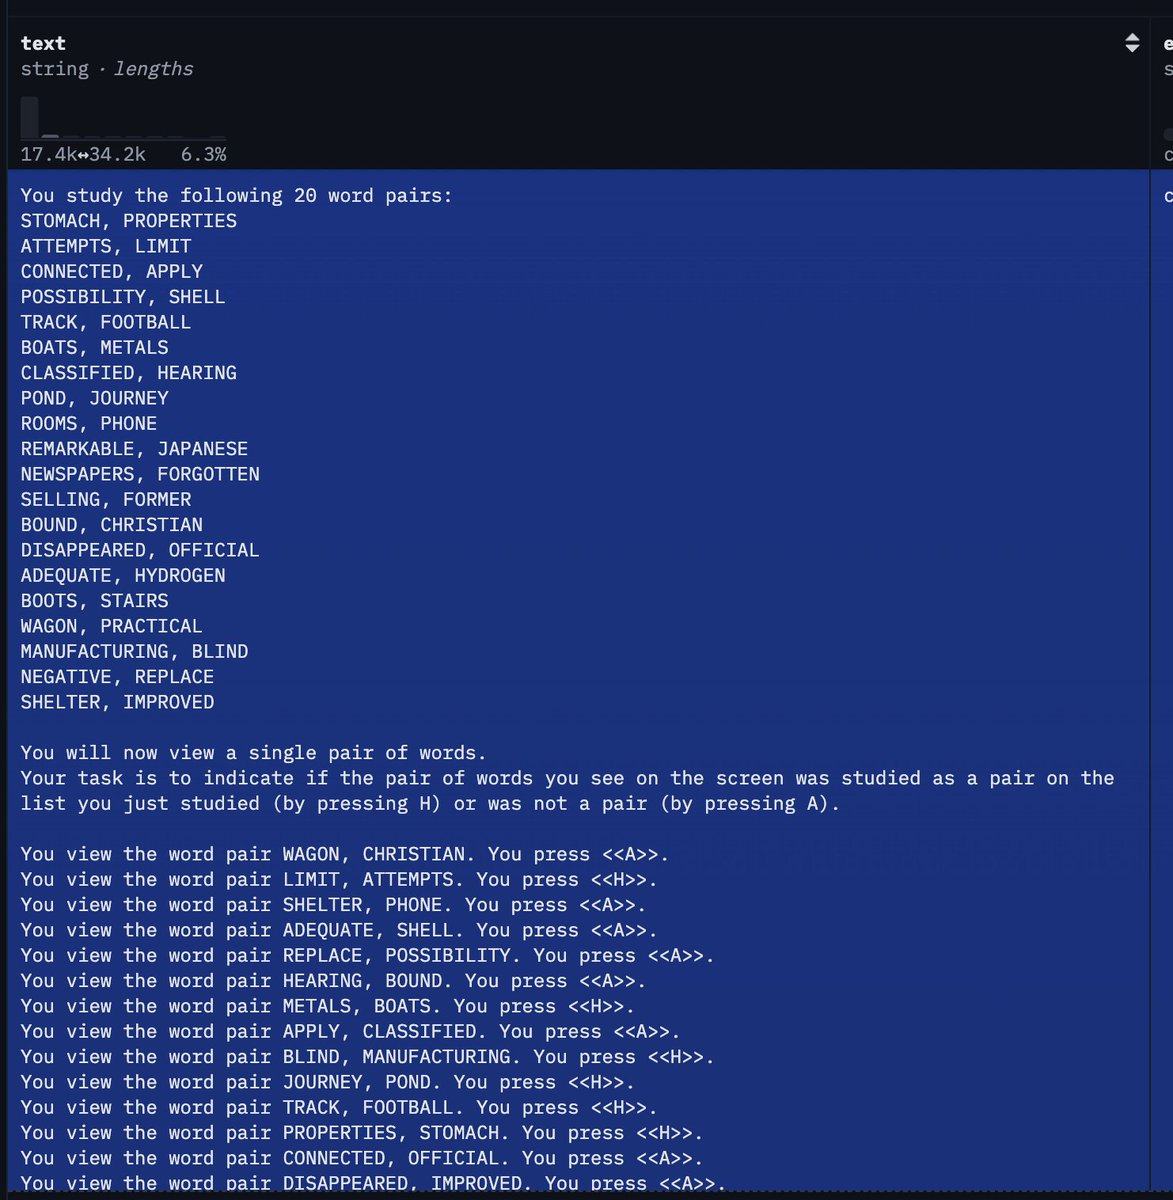 text
string · lengths
17.4k↔34.2k 6.3%
You study the following 20 word pairs:
STOMACH, PROPERTIES
ATTEMPTS, LIMIT
CONNECTED, APPLY
POSSIBILITY, SHELL
TRACK, FOOTBALL
BOATS, METALS
CLASSIFIED, HEARING
POND, JOURNEY
ROOMS, PHONE
REMARKABLE, JAPANESE
NEWSPAPERS, FORGOTTEN
SELLING, FORMER
BOUND, CHRISTIAN
DISAPPEARED, OFFICIAL
ADEQUATE, HYDROGEN
BOOTS, STAIRS
WAGON, PRACTICAL
MANUFACTURING, BLIND
NEGATIVE, REPLACE
SHELTER, IMPROVED
You will now view a single pair of words.
Your task is to indicate if the pair of words you see on the screen was studied as a pair on the
list you just studied (by pressing H) or was not a pair (by pressing A).
You view the word pair WAGON, CHRISTIAN. You press <<A>>.
You view the word pair LIMIT, ATTEMPTS. You press <<H>>.
You view the word pair SHELTER, PHONE. You press <<A>>.
You view the word pair ADEQUATE, SHELL. You press <<A>>.
You view the word pair REPLACE, POSSIBILITY. You press <<A>>.
You view the word pair HEARING, BOUND. You press <<A>>.
You view the word pair METALS, BOATS. You press <<H>>.
You view the word pair APPLY, CLASSIFIED. You press <<A>>.
You view the word pair BLIND, MANUFACTURING. You press <<H>>.
You view the word pair JOURNEY, POND. You press <<H>>.
You view the word pair TRACK, FOOTBALL. You press <<H>>.
You view the word pair PROPERTIES, STOMACH. You press <<H>>.
You view the word pair CONNECTED, OFFICIAL. You press <<A>>.
You view the word pair DISAPPEARED, IMPROVED. You press <<A>>.